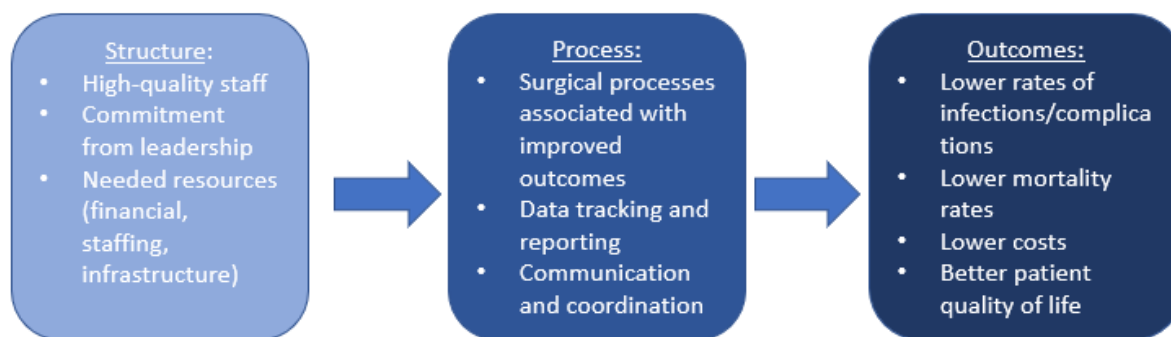 Structure:
• High-quality staff
• Commitment
from leadership
• Needed resources
(financial,
staffing,
infrastructure)
Process:
• Surgical processes
associated with
improved
outcomes
• Data tracking and
reporting
• Communication
and coordination
Outcomes:
• Lower rates of
infections/complica
tions
• Lower mortality
rates
• Lower costs
• Better patient
quality of life